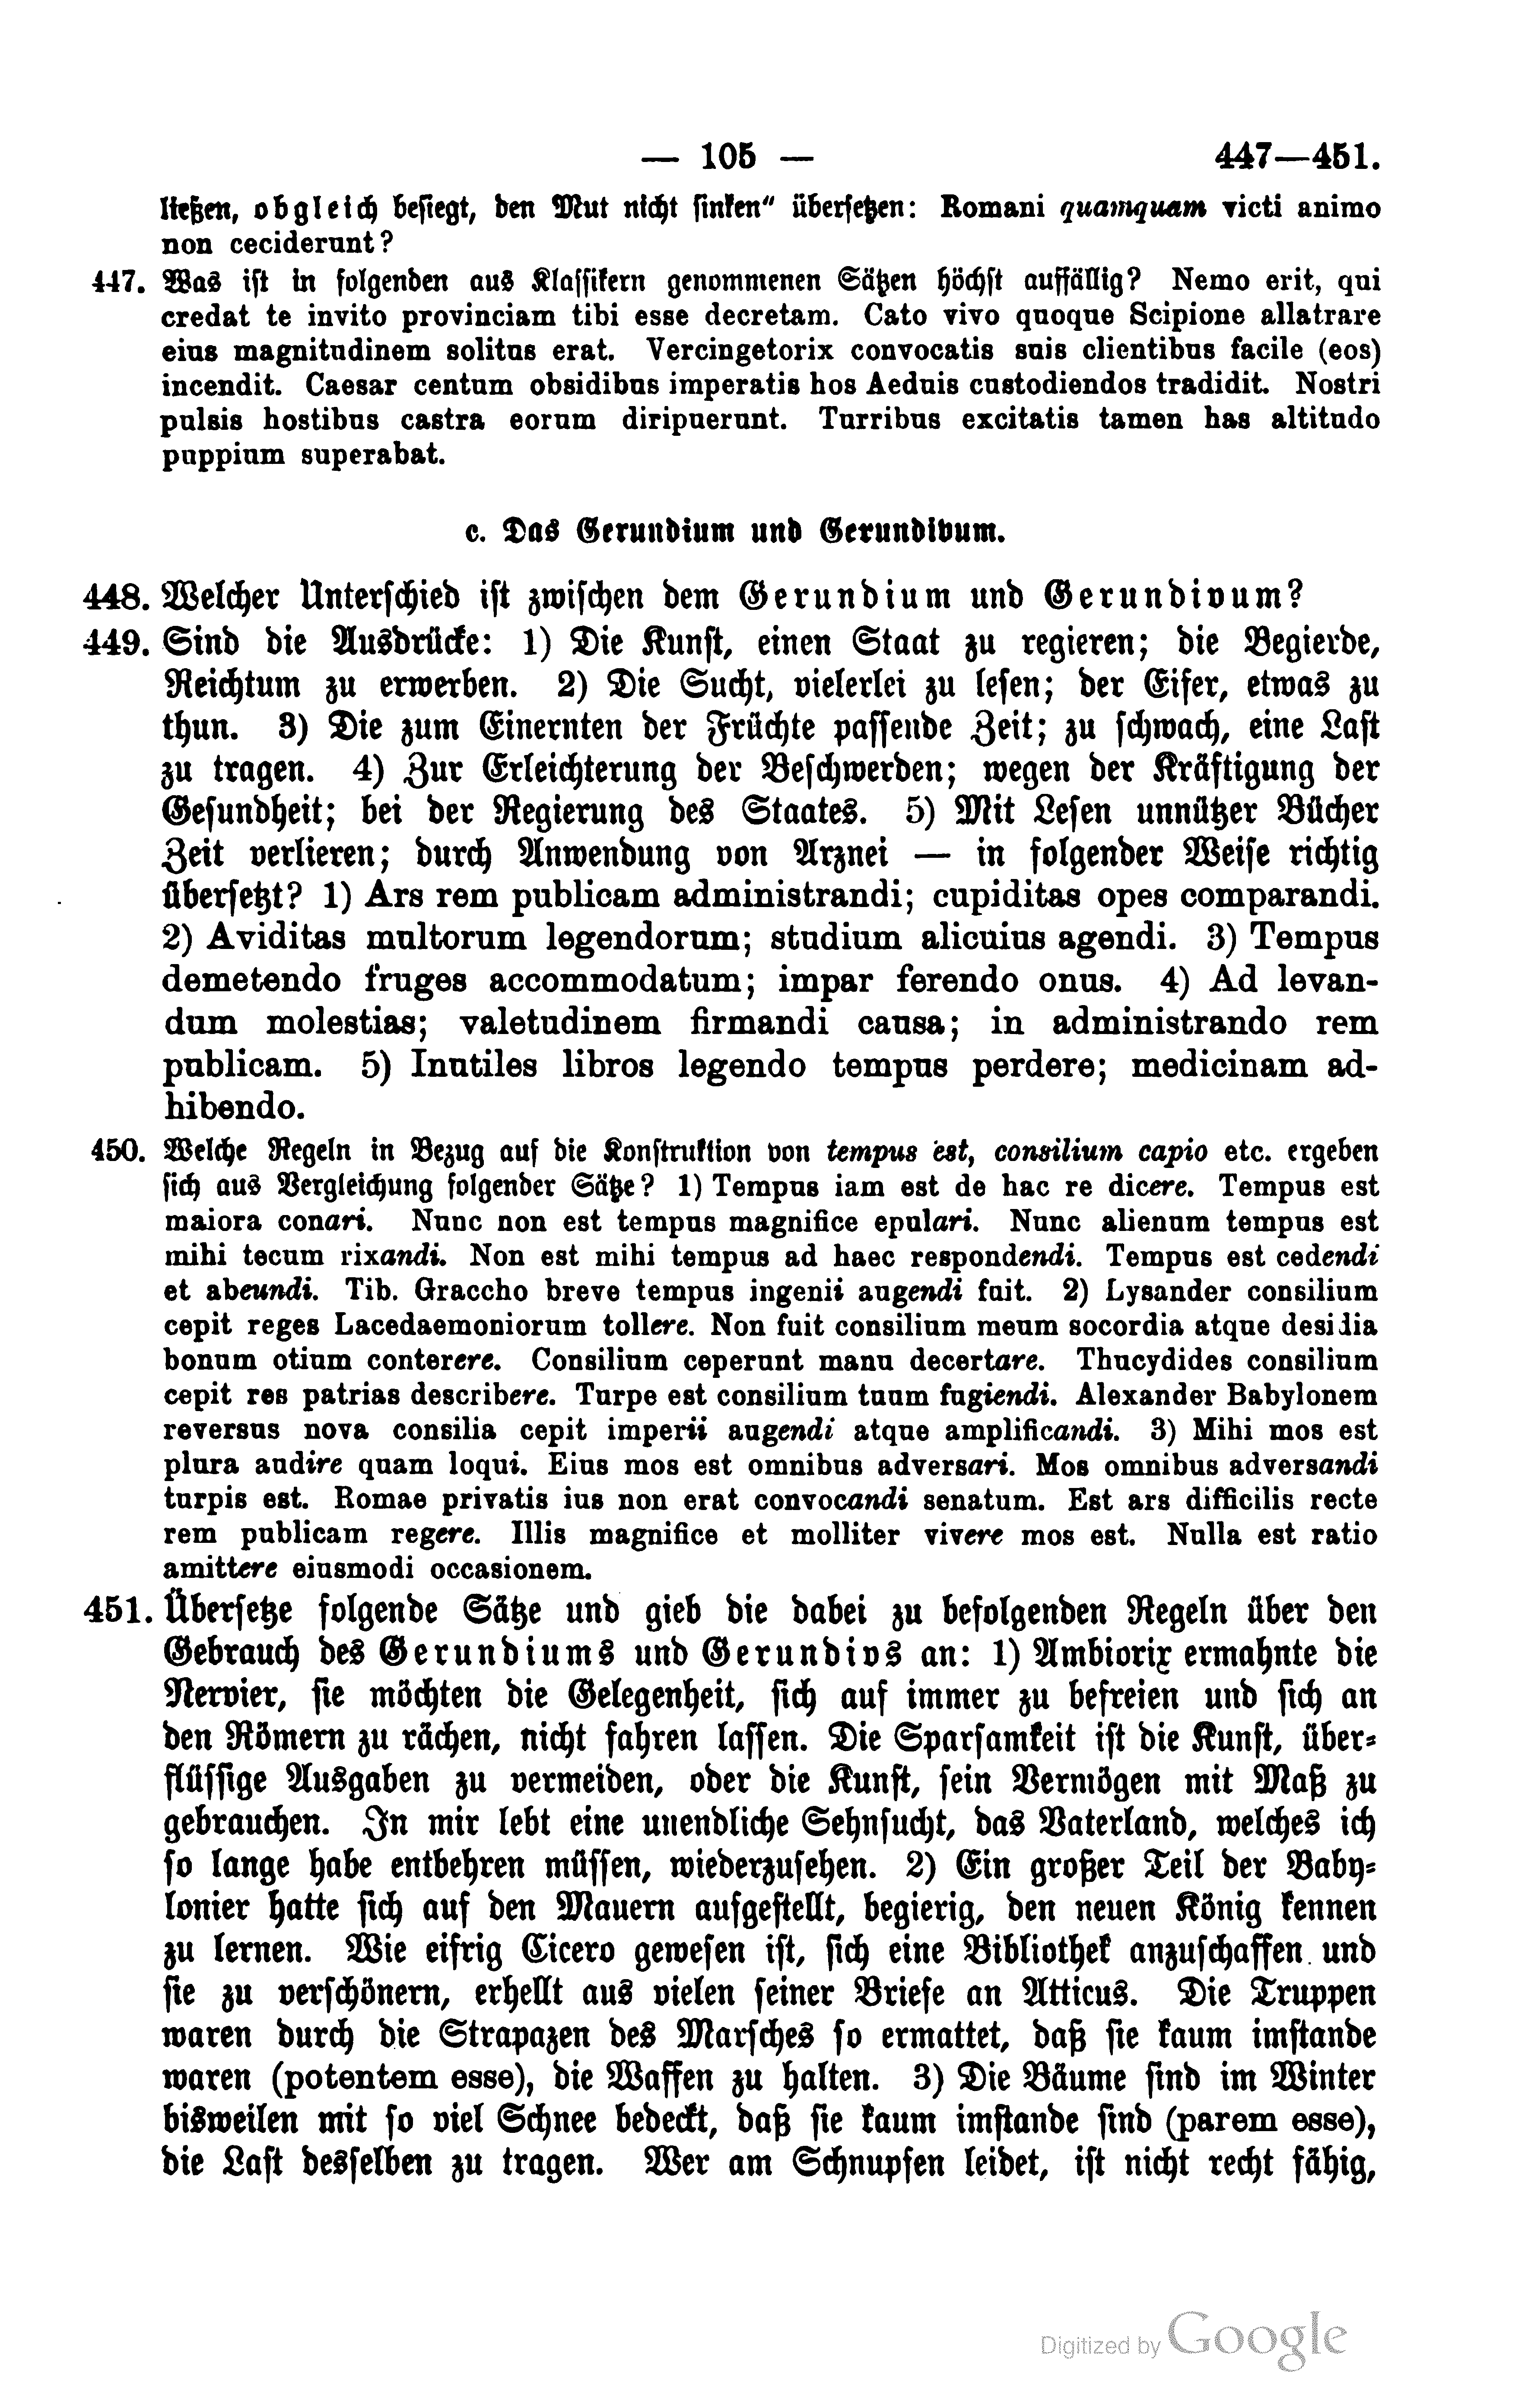 — 105 — 447—451.
ließen, obgleich besiegt, den Mut nicht sinken" übersetzen: Romani quamquam victi animo
non ceciderunt?
447. Was ist in folgenden aus Klassikern genommenen Sätzen höchst auffällig? Nemo erit, qui
credat te invito provinciam tibi esse decretam. Cato vivo quoque Scipione allatrare
eius magnitudinem solitus erat. Vercingetorix convocatis suis clientibus facile (eos)
incendit. Caesar centum obsidibus imperatis hos Aeduis custodiendos tradidit. Nostri
pulsis hostibus castra eorum diripuerunt. Turribus excitatis tamen has altitudo
puppium superabat.
c. Das Gerundium und Gerundivum.
448. Welcher Unterschied ist zwischen dem Gerundium und Gerundivum?
449. Sind die Ausdrücke: 1) Die Kunst, einen Staat zu regieren; die Begierde,
Reichtum zu erwerben. 2) Die Sucht, vielerlei zu lesen; der Eifer, etwas zu
thun. 3) Die zum Einernten der Früchte passende Zeit; zu schwach, eine Last
zu tragen. 4) Zur Erleichterung der Beschwerden; wegen der Kräftigung der
Gesundheit; bei der Regierung des Staates. 5) Mit Lesen unnützer Bücher
Zeit verlieren; durch Anwendung von Arznei — in folgender Weise richtig
übersetzt? 1) Ars rem publicam administrandi; cupiditas opes comparandi.
2) Aviditas multorum legendorum; studium alicuius agendi. 3) Tempus
demetendo fruges accommodatum; impar ferendo onus. 4) Ad levan-
dum molestias; valetudinem firmandi causa; in administrando rem
publicam. 5) Inutiles libros legendo tempus perdere; medicinam ad-
hibendo.
450. Welche Regeln in Bezug auf die Konstruktion von tempus est, consilium capio etc. ergeben
sich aus Vergleichung folgender Sätze? 1) Tempus iam est de hac re dicere. Tempus est
maiora conari. Nunc non est tempus magnifice epulari. Nunc alienum tempus est
mihi tecum rixandi. Non est mihi tempus ad haec respondendi. Tempus est cedendi
et abeundi. Tib. Graccho breve tempus ingenii augendi fuit. 2) Lysander consilium
cepit reges Lacedaemoniorum tollere. Non fuit consilium meum socordia atque desidia
bonum otium conterere. Consilium ceperunt manu decertare. Thucydides consilium
cepit res patrias describere. Turpe est consilium tuum fugiendi. Alexander Babylonem
reversus nova consilia cepit imperii augendi atque amplificandi. 3) Mihi mos est
plura audire quam loqui. Eius mos est omnibus adversari. Mos omnibus adversandi
turpis est. Romae privatis ius non erat convocandi senatum. Est ars difficilis recte
rem publicam regere. Illis magnifice et molliter vivere mos est. Nulla est ratio
amittere eiusmodi occasionem.
451. Übersetze folgende Sätze und gieb die dabei zu befolgenden Regeln über den
Gebrauch des Gerundiums und Gerundivs an: 1) Ambiorix ermahnte die
Nervier, sie möchten die Gelegenheit, sich auf immer zu befreien und sich an
den Römern zu rächen, nicht fahren lassen. Die Sparsamkeit ist die Kunst, über-
flüssige Ausgaben zu vermeiden, oder die Kunst, sein Vermögen mit Maß zu
gebrauchen. In mir lebt eine unendliche Sehnsucht, das Vaterland, welches ich
so lange habe entbehren müssen, wiederzusehen. 2) Ein großer Teil der Baby-
lonier hatte sich auf den Mauern aufgestellt, begierig, den neuen König kennen
zu lernen. Wie eifrig Cicero gewesen ist, sich eine Bibliothek anzuschaffen und
sie zu verschönern, erhellt aus vielen seiner Briefe an Atticus. Die Truppen
waren durch die Strapazen des Marsches so ermattet, daß sie kaum imstande
waren (potentem esse), die Waffen zu halten. 3) Die Bäume sind im Winter
bisweilen mit so viel Schnee bedeckt, daß sie kaum imstande sind (parem esse),
die Last desselben zu tragen. Wer am Schnupfen leidet, ist nicht recht fähig,
Digitized by Google